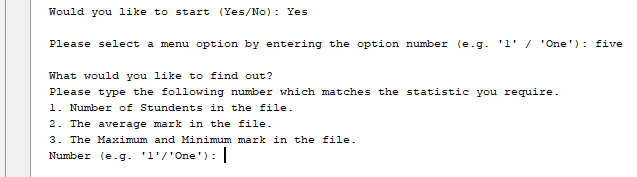 Would you like to start (Yes/No): Yes
Please select a menu option by entering the option number (e.g. '1' / 'One'): five
What would you like to find out?
Please type the following number which matches the statistic you require.
1. Number of Stundents in the file.
2. The average mark in the file.
3. The Maximum and Minimum mark in the file.
Number (e.g. '1'/'One'):